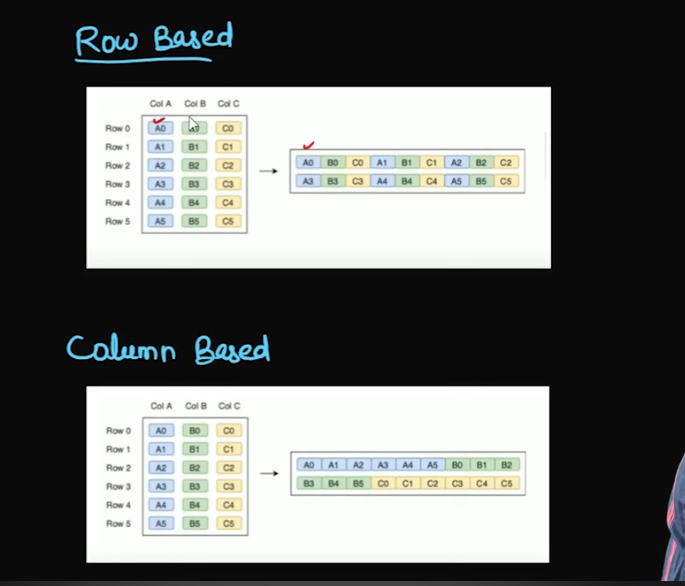 Row Based
Col A Col B Col C
Row 0 A0 C0
Row 1 A1 B1 C1
Row 2 A2 B2 C2
Row 3 A3 B3 C3
Row 4 A4 B4 C4
Row 5 A5 B5 C5
A0 B0 C0 A1 B1 C1 A2 B2 C2
A3 B3 C3 A4 B4 C4 A5 B5 C5
Column Based
Col A Col B Col C
Row 0 A0 B0 C0
Row 1 A1 B1 C1
Row 2 A2 B2 C2
Row 3 A3 B3 C3
Row 4 A4 B4 C4
Row 5 A5 B5 C5
A0 A1 A2 A3 A4 A5 B0 B1 B2
B3 B4 B5 C0 C1 C2 C3 C4 C5